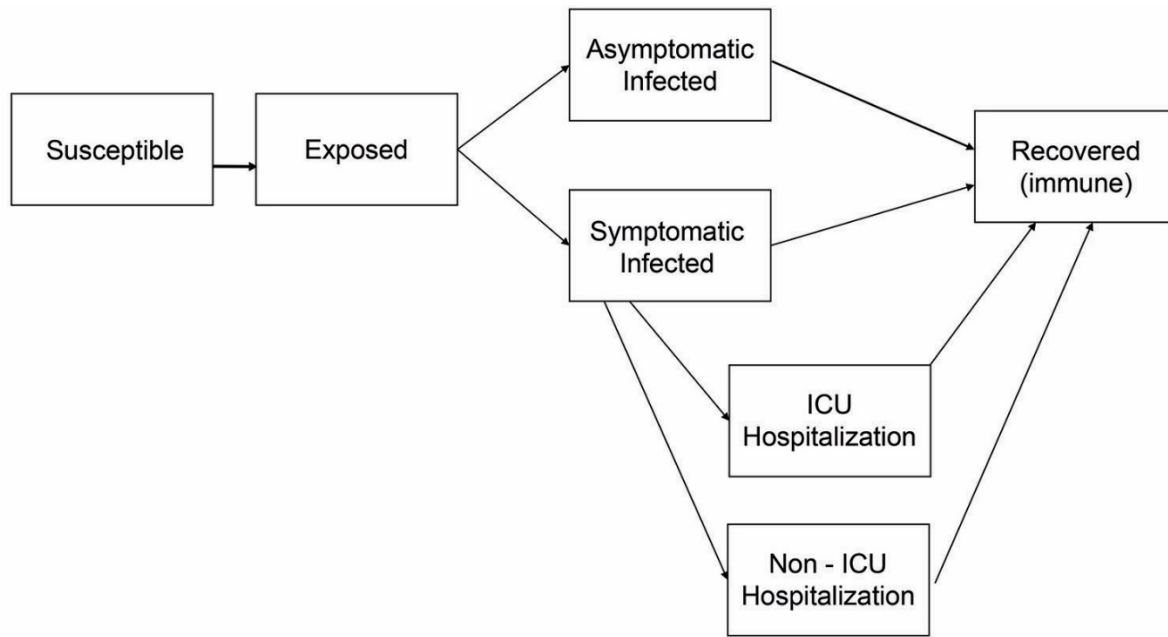 Susceptible
Exposed
Asymptomatic
Infected
Symptomatic
Infected
Recovered
(immune)
ICU
Hospitalization
Non - ICU
Hospitalization